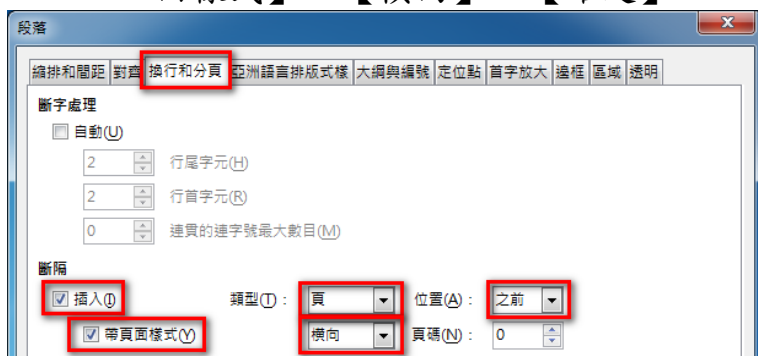 段落
編排和間距 對齊 換行和分頁 亞洲語言排版式樣 大綱與編號 定位點 首字放大 邊框 區域 透明
斷字處理
自動(U)
2 行尾字元(H)
2 行首字元(R)
0 連貫的連字號最大數目(M)
斷隔
插入(I) 類型(T)： 頁 位置(A)： 之前
帶頁面樣式(Y) 橫向 頁碼(N)： 0